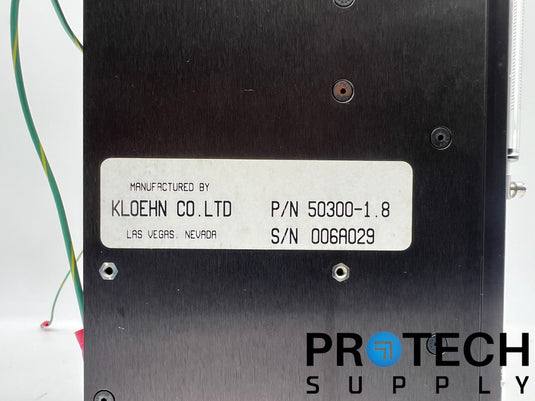 MANUFACTURED BY
KLOEHN CO.LTD
LAS VEGAS, NEVADA
P/N 50300-1.8
S/N 006A029
PROTECH
SUPPLY